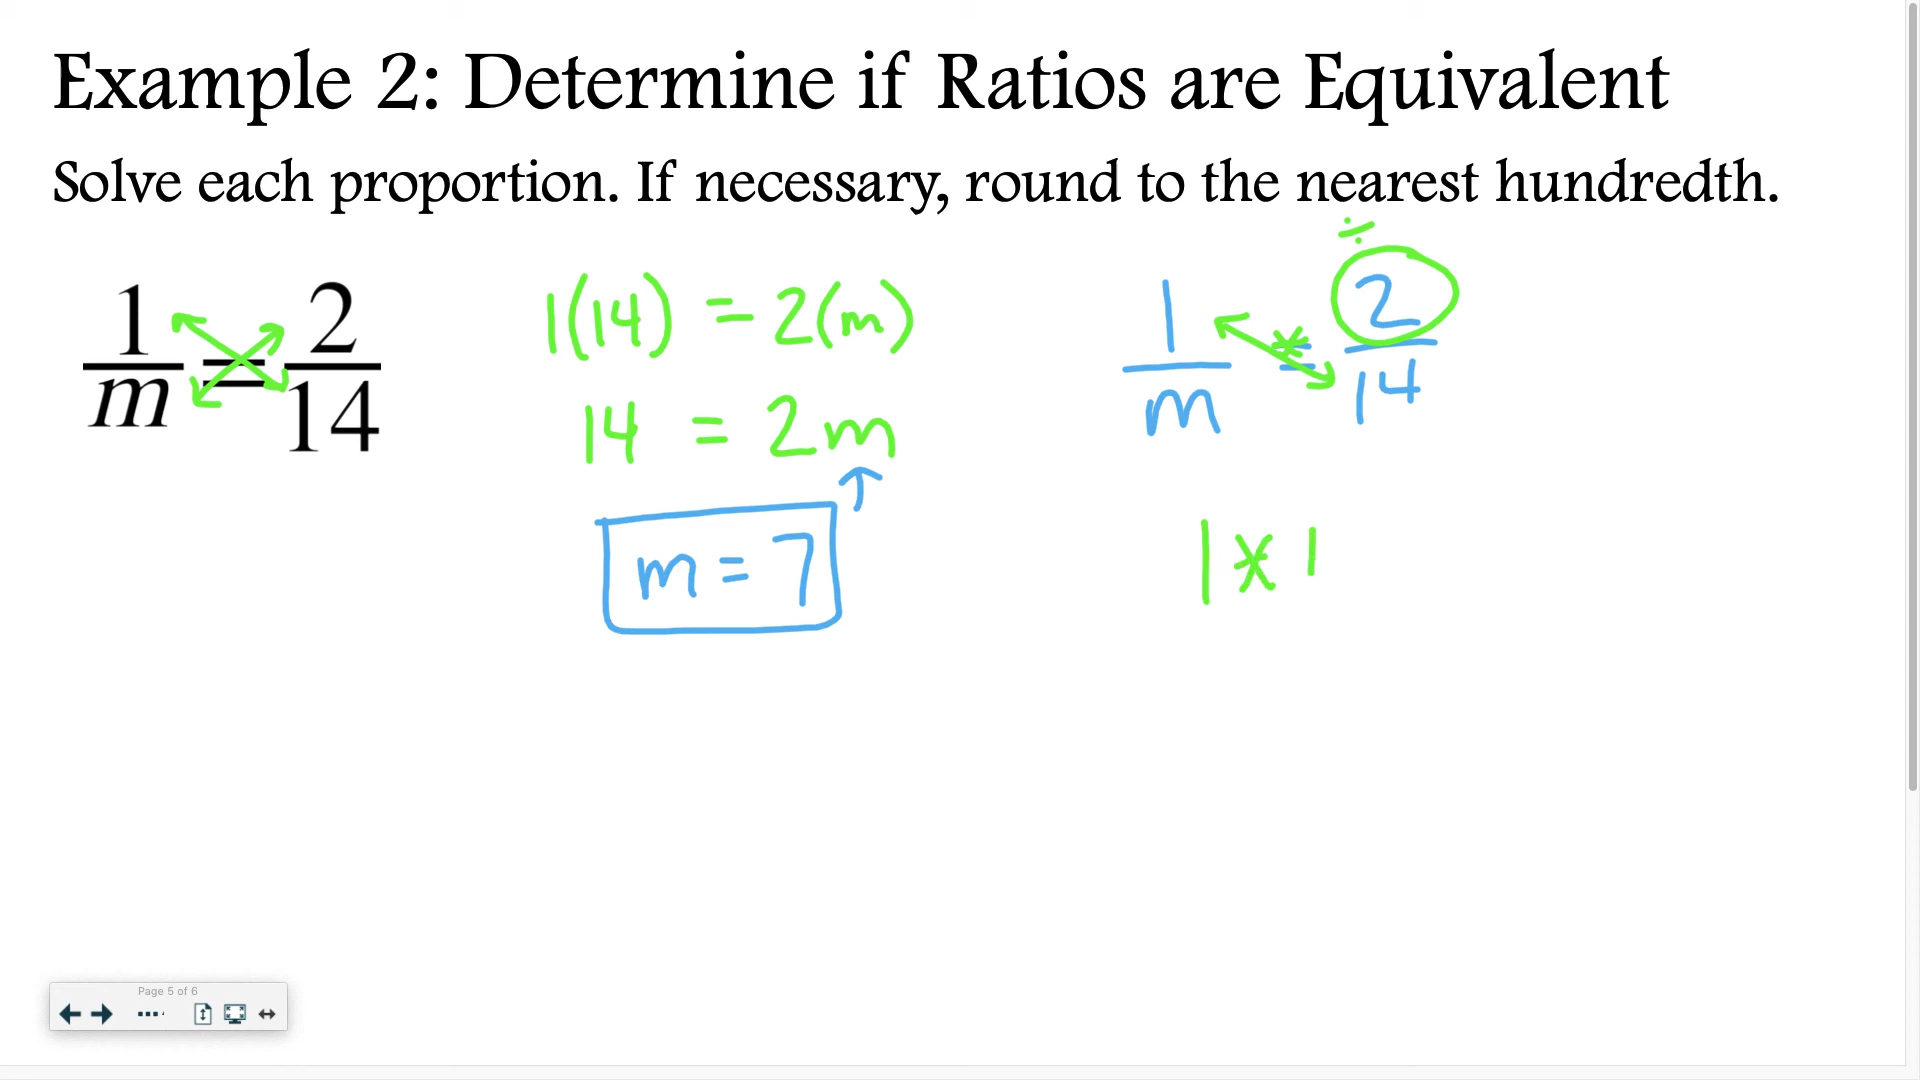 Example 2: Determine if Ratios are Equivalent
Solve each proportion. If necessary, round to the nearest hundredth.
1/m = 2/14
1(14) = 2(m)
14 = 2m
↑
m = 7
÷
1/m = 2/14
*
1 * 1
Page 5 of 6